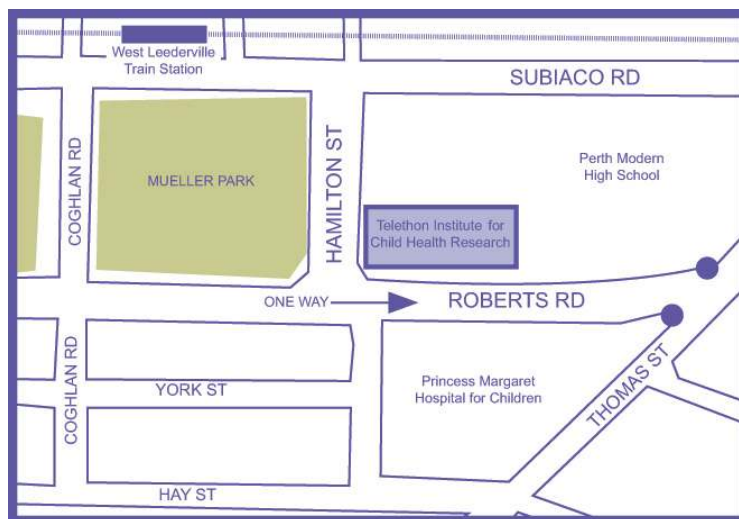 West Leederville
Train Station
SUBIACO RD
COGHLAN RD
MUELLER PARK
HAMILTON ST
Perth Modern
High School
Telethon Institute for
Child Health Research
ONE WAY
ROBERTS RD
COGHLAN RD
YORK ST
Princess Margaret
Hospital for Children
THOMAS ST
HAY ST